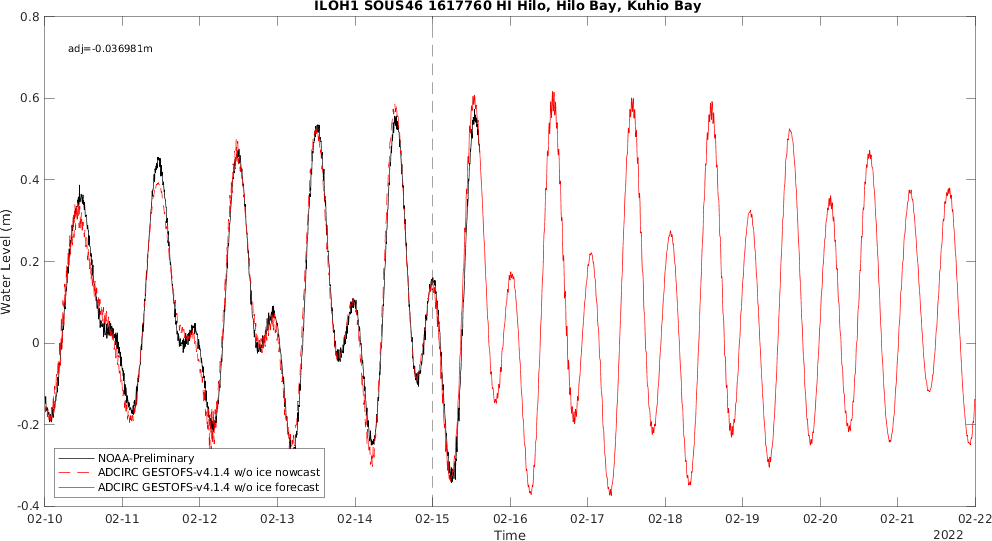 ILOH1 SOUS46 1617760 HI Hilo, Hilo Bay, Kuhio Bay
adj=-0.036981m
0.8
0.6
0.4
0.2
0
-0.2
-0.4
Water Level (m)
NOAA-Preliminary
ADCIRC GESTOFS-v4.1.4 w/o ice nowcast
ADCIRC GESTOFS-v4.1.4 w/o ice forecast
02-10 02-11 02-12 02-13 02-14 02-15 02-16 02-17 02-18 02-19 02-20 02-21 02-22
Time
2022